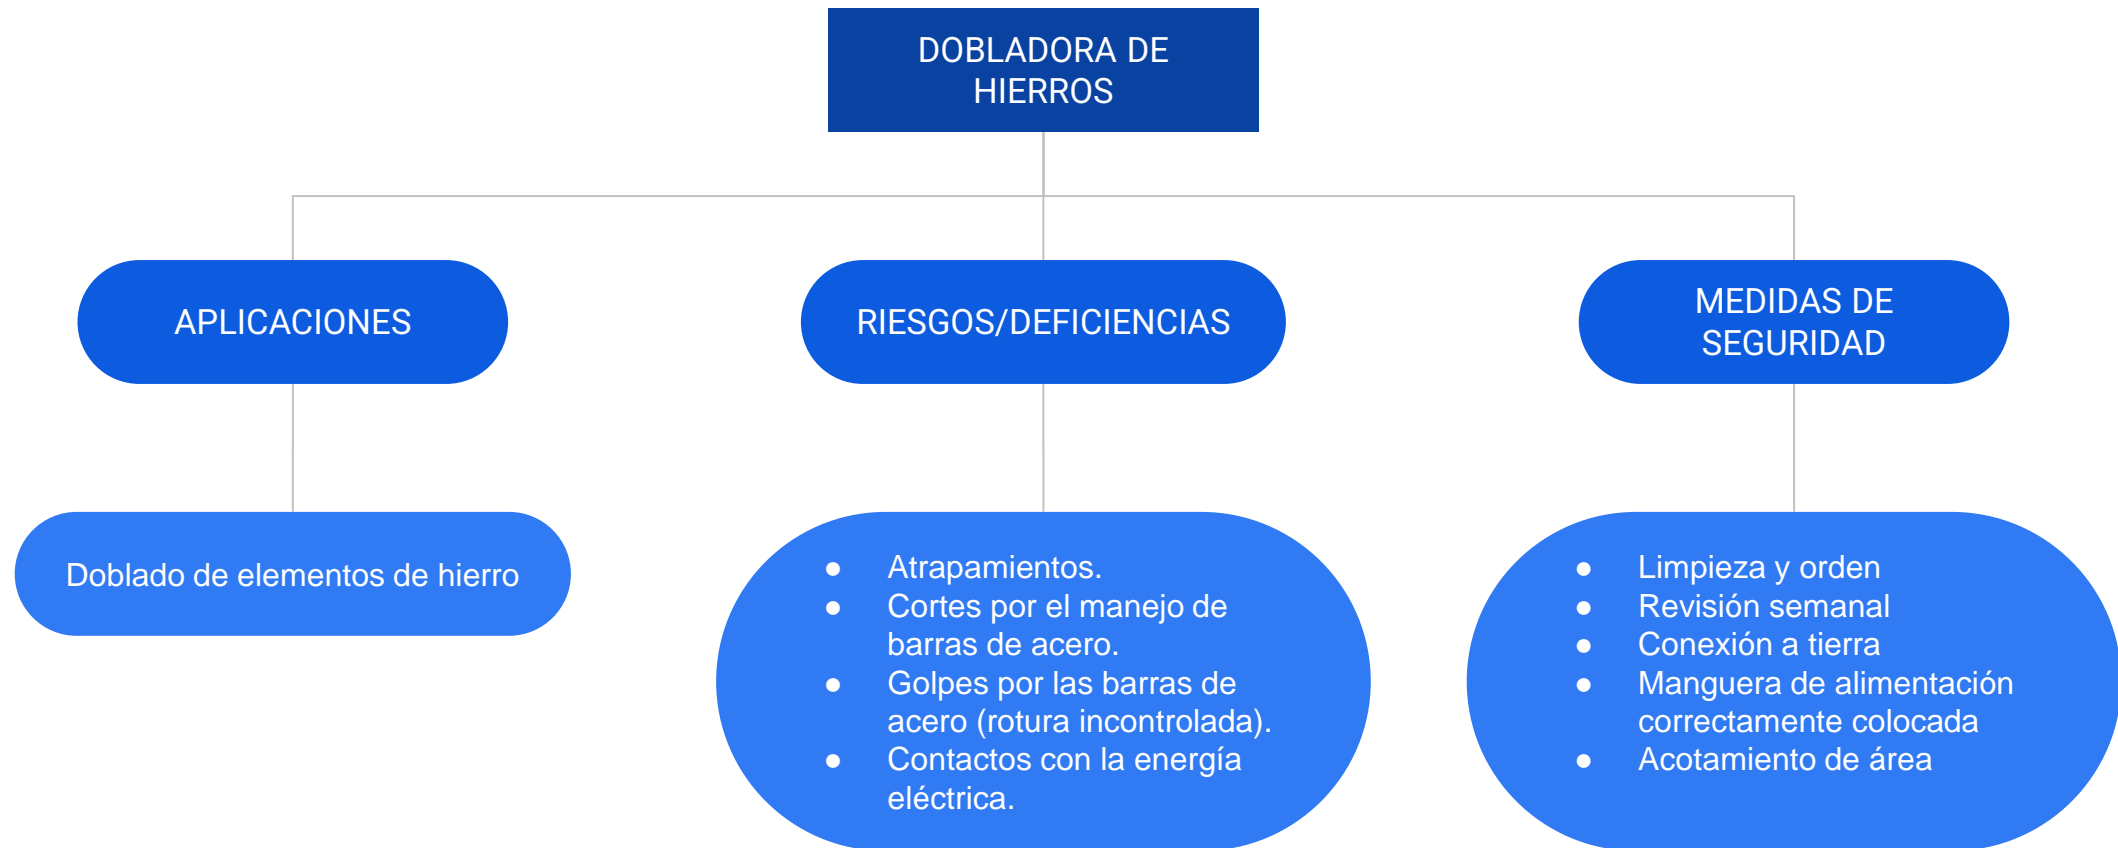 DOBLADORA DE
HIERROS
APLICACIONES
RIESGOS/DEFICIENCIAS
MEDIDAS DE
SEGURIDAD
Doblado de elementos de hierro
● Atrapamientos.
● Cortes por el manejo de
barras de acero.
● Golpes por las barras de
acero (rotura incontrolada).
● Contactos con la energía
eléctrica.
● Limpieza y orden
● Revisión semanal
● Conexión a tierra
● Manguera de alimentación
correctamente colocada
● Acotamiento de área